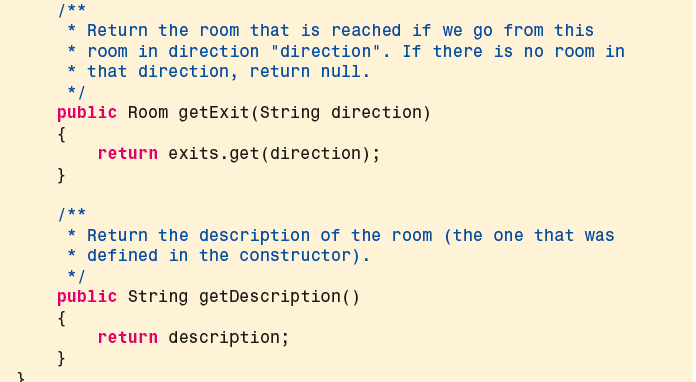 /**
 * Return the room that is reached if we go from this
 * room in direction "direction". If there is no room in
 * that direction, return null.
 */
public Room getExit(String direction)
{
    return exits.get(direction);
}
/**
 * Return the description of the room (the one that was
 * defined in the constructor).
 */
public String getDescription()
{
    return description;
}
}